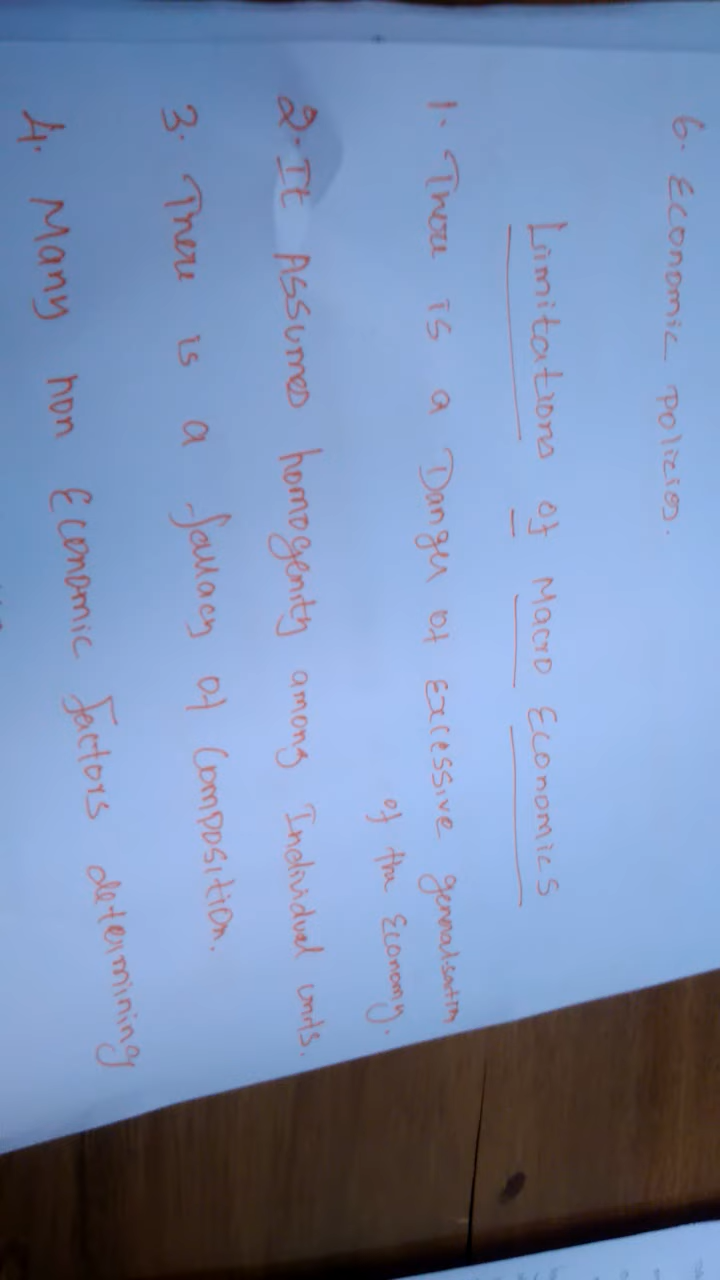 6. Economic Policies.
Limitations of Macro Economics
1. There is a Danger of Excessive generalisation
of the Economy.
2. It Assumes homogenity among Individual units.
3. There is a fallacy of Composition.
4. Many non Economic factors determining